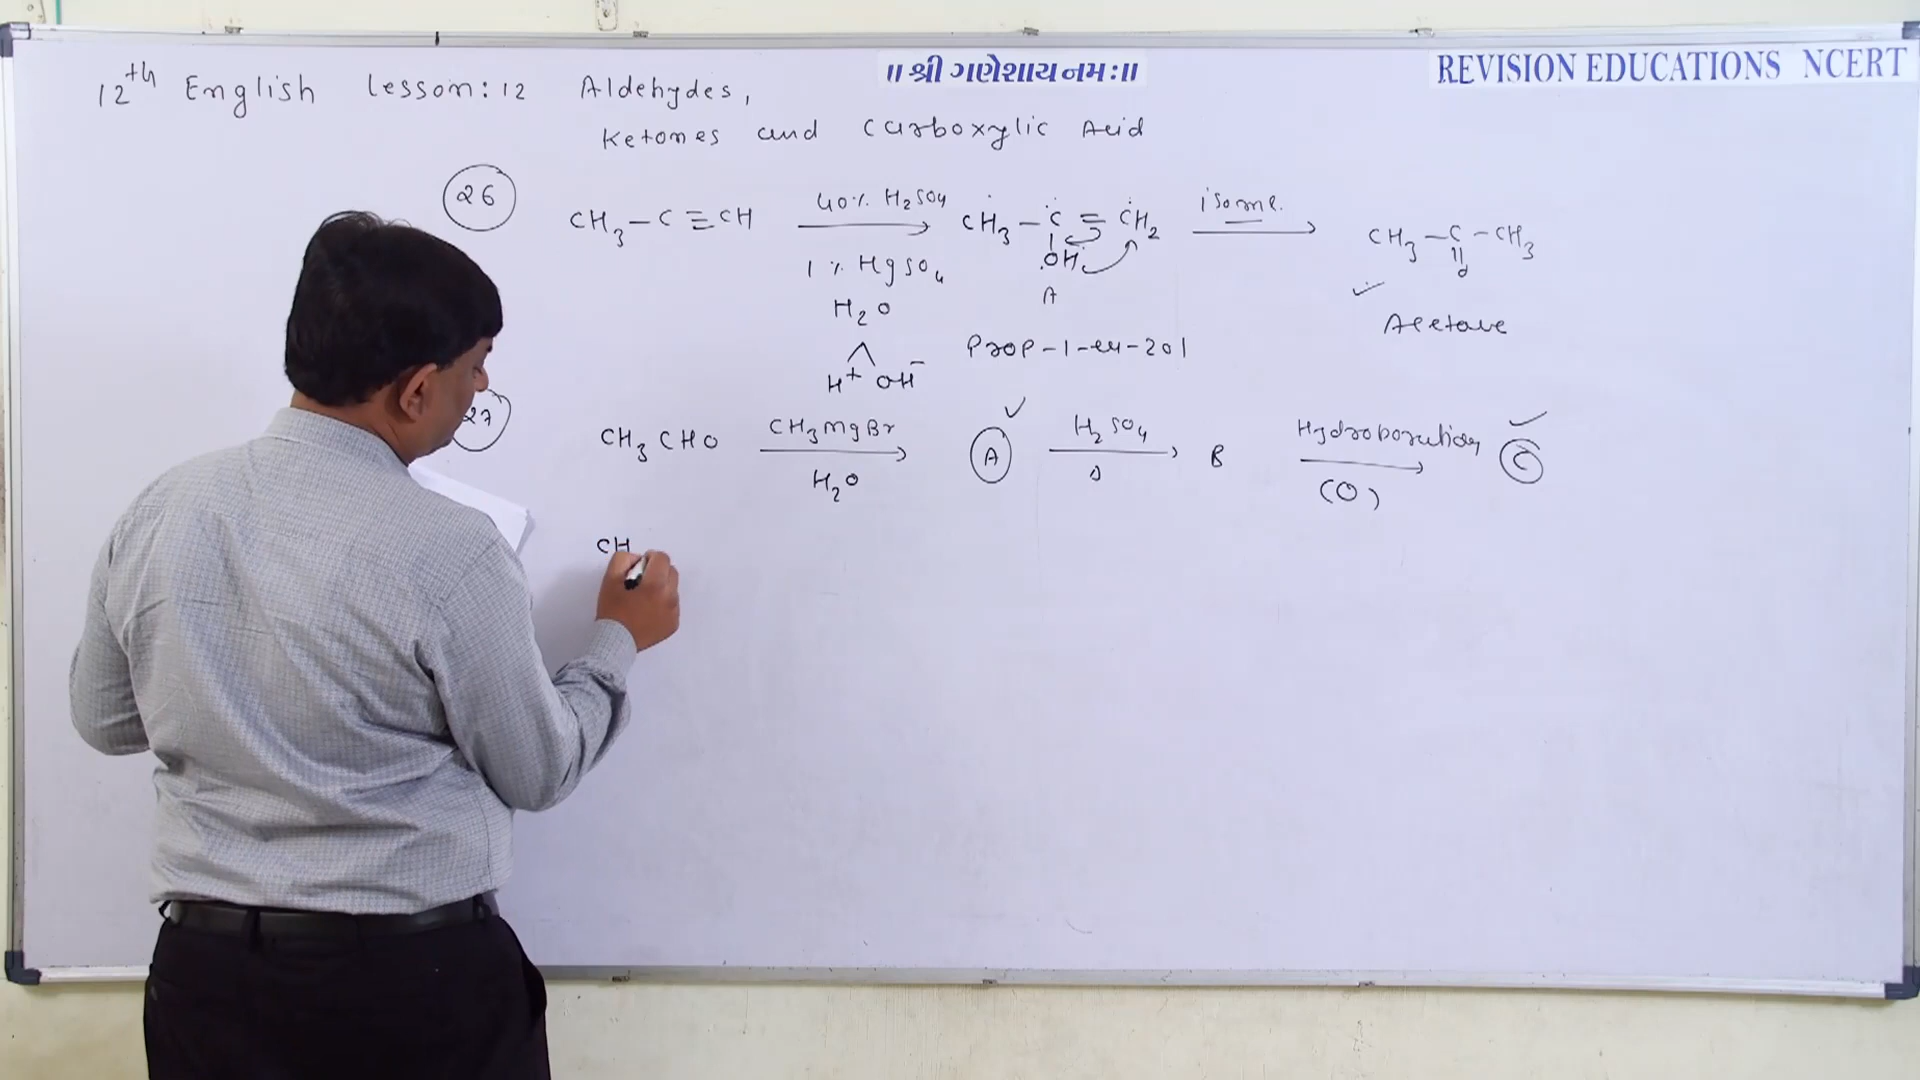 ॥ શ્રી ગણેશાય નમઃ॥
REVISION EDUCATIONS NCERT
12th English Lesson: 12 Aldehydes,
Ketones and Carboxylic Acid
26
CH3-C≡CH 40% H2SO4 CH3-C=CH2 isome. CH3-C-CH3
1% HgSO4 OH O
H2O A Acetone
H+ OH- Prop-1-en-2ol
27
CH3CHO CH3MgBr A H2SO4 B Hydroboration C
H2O Δ (O)
CH